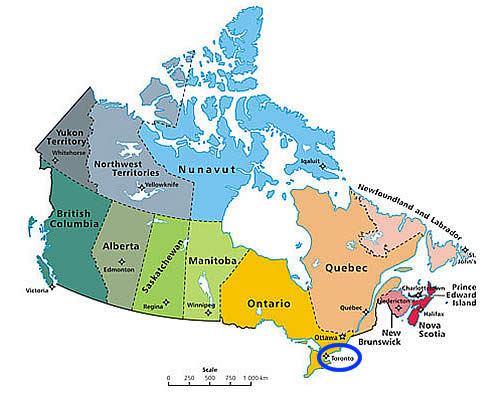 Yukon
Territory
Whitehorse
Northwest
Territories
Yellowknife
Nunavut
Iqaluit
Newfoundland and Labrador
St.
John's
British
Columbia
Victoria
Alberta
Edmonton
Saskatchewan
Regina
Manitoba
Winnipeg
Ontario
Ottawa
Toronto
Quebec
Québec
Charlottetown
Prince
Edward
Island
Fredericton
Halifax
New
Brunswick
Nova
Scotia
Scale
0 500 1 000 km